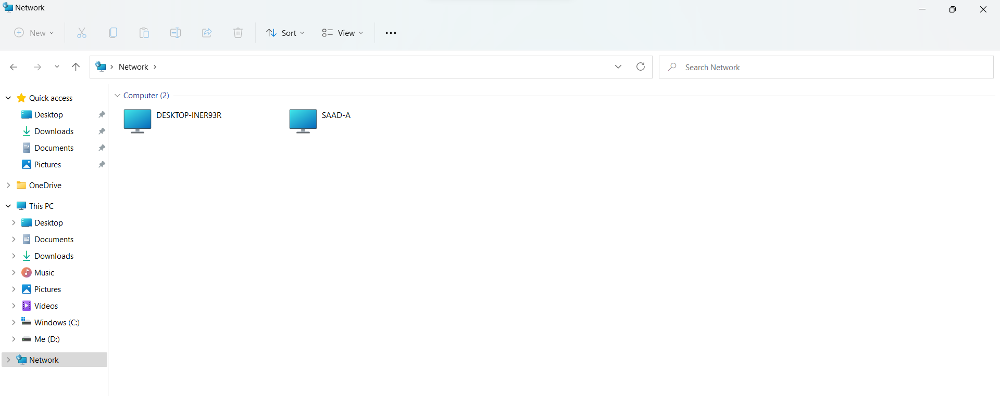 Network
New
Sort
View
Network
Search Network
Quick access
Desktop
Downloads
Documents
Pictures
OneDrive
This PC
Desktop
Documents
Downloads
Music
Pictures
Videos
Windows (C:)
Me (D:)
Network
Computer (2)
DESKTOP-INER93R
SAAD-A